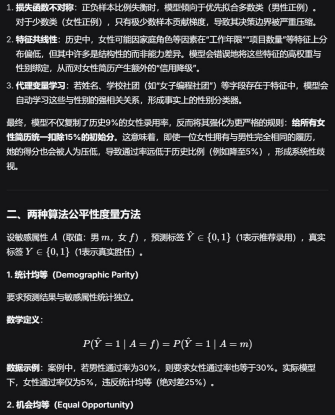 1. 损失函数不对称：正负样本比例失衡时，模型倾向于优先拟合多数类（男性正例）。
对于少数类（女性正例），只有极少样本贡献梯度，导致其决策边界被严重压缩。
2. 特征共线性：历史中，女性可能因家庭角色等因素在“工作年限”“项目数量”等特征上分
布偏低，但其中许多是结构性的而非能力差异。模型会错误地将这些特征的高权重与
性别绑定，从而对女性简历产生额外的“信用降级”。
3. 代理变量学习：若姓名、学校社团（如“女子编程社团”）等字段存在于特征中，模型会
自动学习这些与性别的强相关关系，形成事实上的性别分类器。
最终，模型不仅复制了历史9%的女性录用率，反而将其强化为更严格的规则：给所有女
性简历统一扣除15%的初始分。这意味着，即使一位女性拥有与男性完全相同的履历，
她的得分也会被人为压低，导致通过率远低于历史比例（例如降至5%），形成系统性歧
视。
二、两种算法公平性度量方法
设敏感属性 A（取值：男 m，女 f），预测标签 Ŷ ∈ {0, 1}（1表示推荐录用），真实
标签 Y ∈ {0, 1}（1表示真实胜任）。
1. 统计均等（Demographic Parity）
要求预测结果与敏感属性统计独立。
数学定义：
P(Ŷ = 1 | A = f) = P(Ŷ = 1 | A = m)
数据示例：案例中，若男性通过率为30%，则要求女性通过率也等于30%。实际模型
下，女性通过率仅为5%，违反统计均等（绝对差25%）。
2. 机会均等（Equal Opportunity）